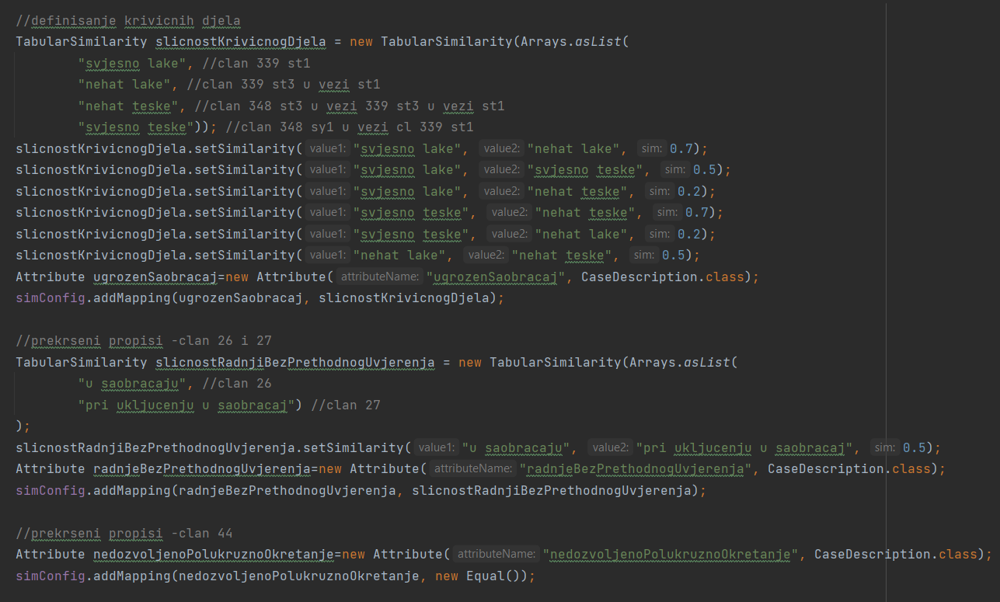 //definisanje krivicnih djela
TabularSimilarity slicnostKrivicnogDjela = new TabularSimilarity(Arrays.asList(
"svjesno lake", //clan 339 st1
"nehat lake", //clan 339 st3 u vezi st1
"nehat teske", //clan 348 st3 u vezi 339 st3 u vezi st1
"svjesno teske")); //clan 348 sy1 u vezi cl 339 st1
slicnostKrivicnogDjela.setSimilarity( value1: "svjesno lake", value2: "nehat lake", sim: 0.7);
slicnostKrivicnogDjela.setSimilarity( value1: "svjesno lake", value2: "svjesno teske", sim: 0.5);
slicnostKrivicnogDjela.setSimilarity( value1: "svjesno lake", value2: "nehat teske", sim: 0.2);
slicnostKrivicnogDjela.setSimilarity( value1: "svjesno teske", value2: "nehat teske", sim: 0.7);
slicnostKrivicnogDjela.setSimilarity( value1: "svjesno teske", value2: "nehat lake", sim: 0.2);
slicnostKrivicnogDjela.setSimilarity( value1: "nehat lake", value2: "nehat teske", sim: 0.5);
Attribute ugrozenSaobracaj=new Attribute( attributeName: "ugrozenSaobracaj", CaseDescription.class);
simConfig.addMapping(ugrozenSaobracaj, slicnostKrivicnogDjela);
//prekrseni propisi -clan 26 i 27
TabularSimilarity slicnostRadnjiBezPrethodnogUvjerenja = new TabularSimilarity(Arrays.asList(
"u saobracaju", //clan 26
"pri ukljucenju u saobracaj") //clan 27
);
slicnostRadnjiBezPrethodnogUvjerenja.setSimilarity( value1: "u saobracaju", value2: "pri ukljucenju u saobracaj", sim: 0.5);
Attribute radnjeBezPrethodnogUvjerenja=new Attribute( attributeName: "radnjeBezPrethodnogUvjerenja", CaseDescription.class);
simConfig.addMapping(radnjeBezPrethodnogUvjerenja, slicnostRadnjiBezPrethodnogUvjerenja);
//prekrseni propisi -clan 44
Attribute nedozvoljenoPolukruznoOkretanje=new Attribute( attributeName: "nedozvoljenoPolukruznoOkretanje", CaseDescription.class);
simConfig.addMapping(nedozvoljenoPolukruznoOkretanje, new Equal());